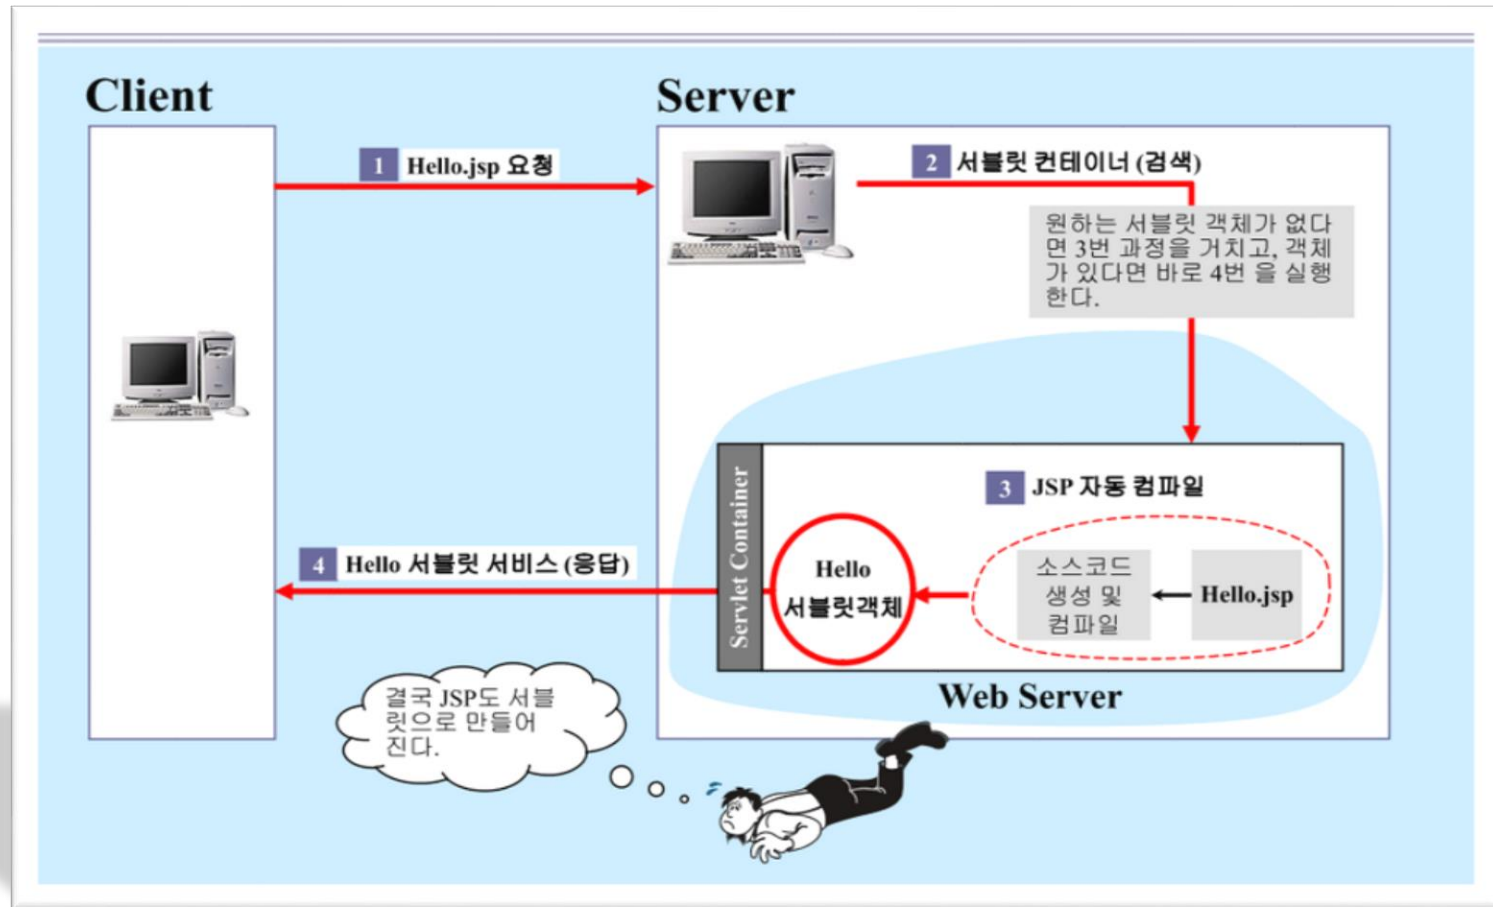 Client
Server
1 Hello.jsp 요청
2 서블릿 컨테이너 (검색)
원하는 서블릿 객체가 없다
면 3번 과정을 거치고, 객체
가 있다면 바로 4번 을 실행
한다.
3 JSP 자동 컴파일
Servlet Container
Hello
서블릿객체
소스코드
생성 및
컴파일
Hello.jsp
4 Hello 서블릿 서비스 (응답)
Web Server
결국 JSP도 서블
릿으로 만들어
진다.